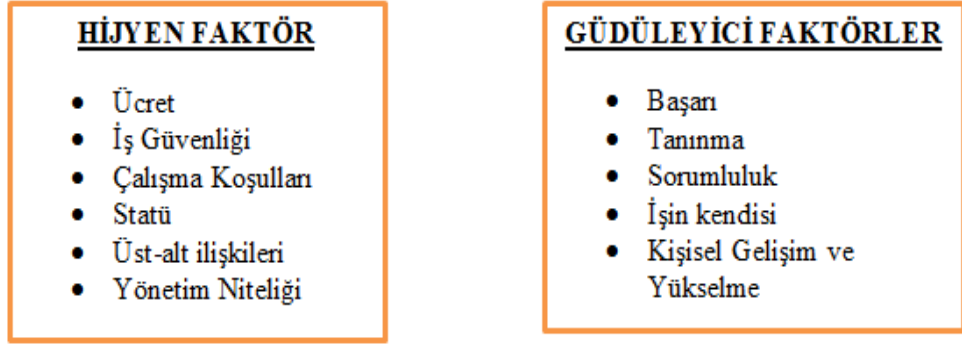 HİJYEN FAKTÖR
• Ücret
• İş Güvenliği
• Çalışma Koşulları
• Statü
• Üst-alt ilişkileri
• Yönetim Niteliği
GÜDÜLEYİCİ FAKTÖRLER
• Başarı
• Tanınma
• Sorumluluk
• İşin kendisi
• Kişisel Gelişim ve
Yükselme